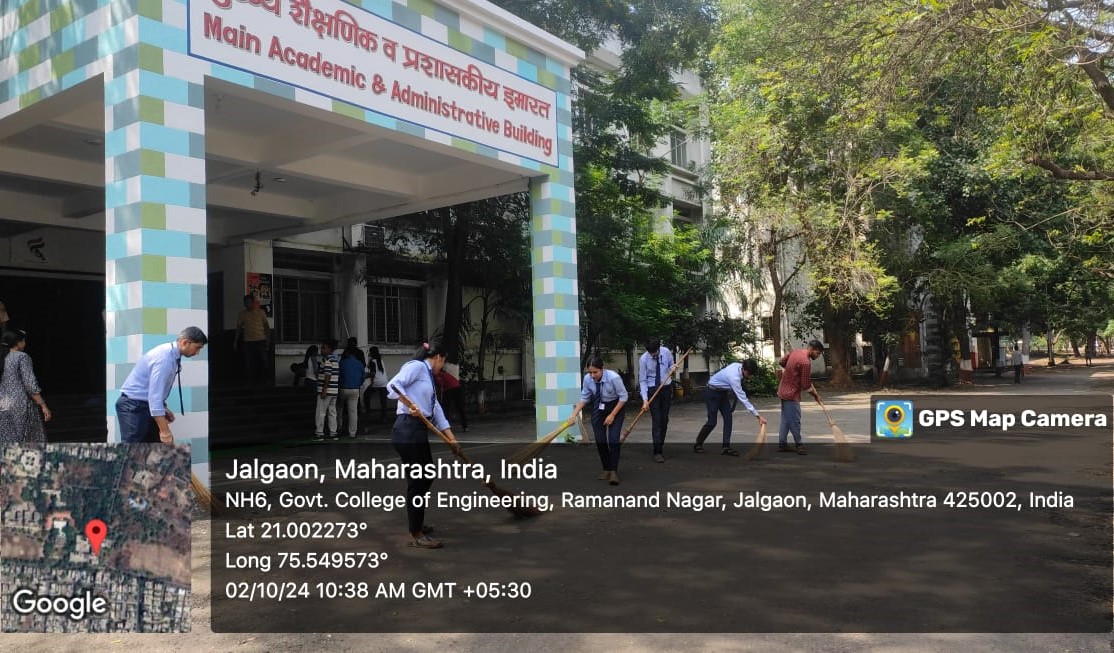 मुख्य शैक्षणिक व प्रशासकीय इमारत
Main Academic & Administrative Building
GPS Map Camera
Jalgaon, Maharashtra, India
NH6, Govt. College of Engineering, Ramanand Nagar, Jalgaon, Maharashtra 425002, India
Lat 21.002273°
Long 75.549573°
02/10/24 10:38 AM GMT +05:30
Google